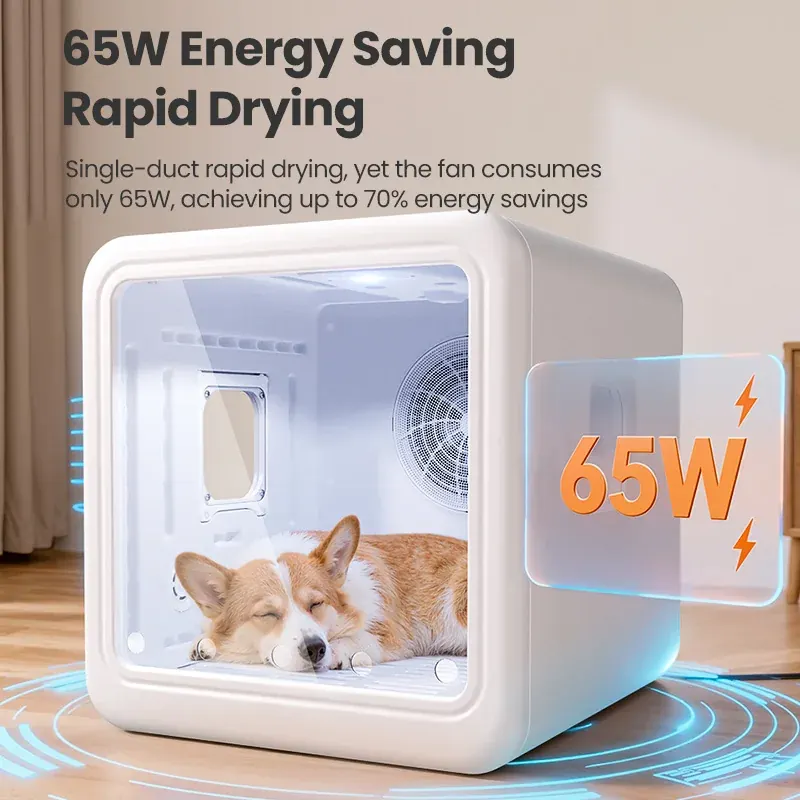 65W Energy Saving
Rapid Drying
Single-duct rapid drying, yet the fan consumes
only 65W, achieving up to 70% energy savings
65W